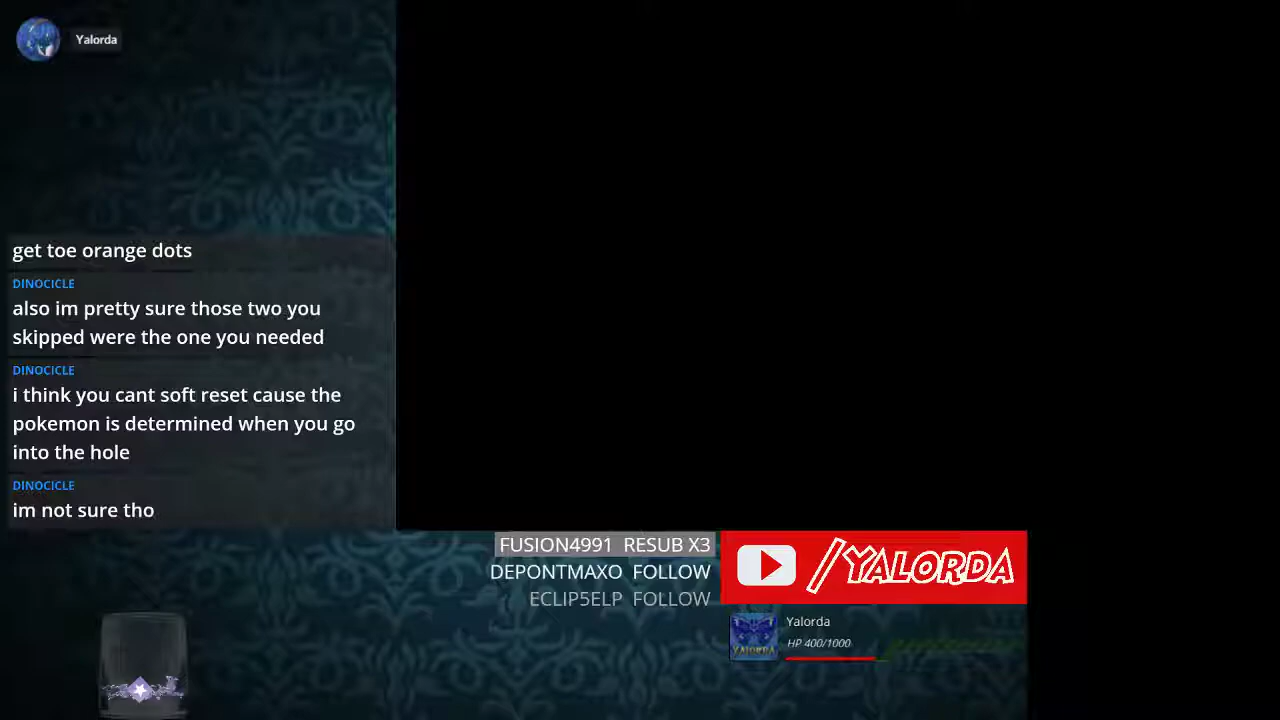 Yalorda
get toe orange dots
DINOCICLE
also im pretty sure those two you
skipped were the one you needed
DINOCICLE
i think you cant soft reset cause the
pokemon is determined when you go
into the hole
DINOCICLE
im not sure tho
FUSION4991 RESUB X3
DEPONTMAXO FOLLOW
ECLIP5ELP FOLLOW
/YALORDA
Yalorda
HP 400/1000
YALORDA